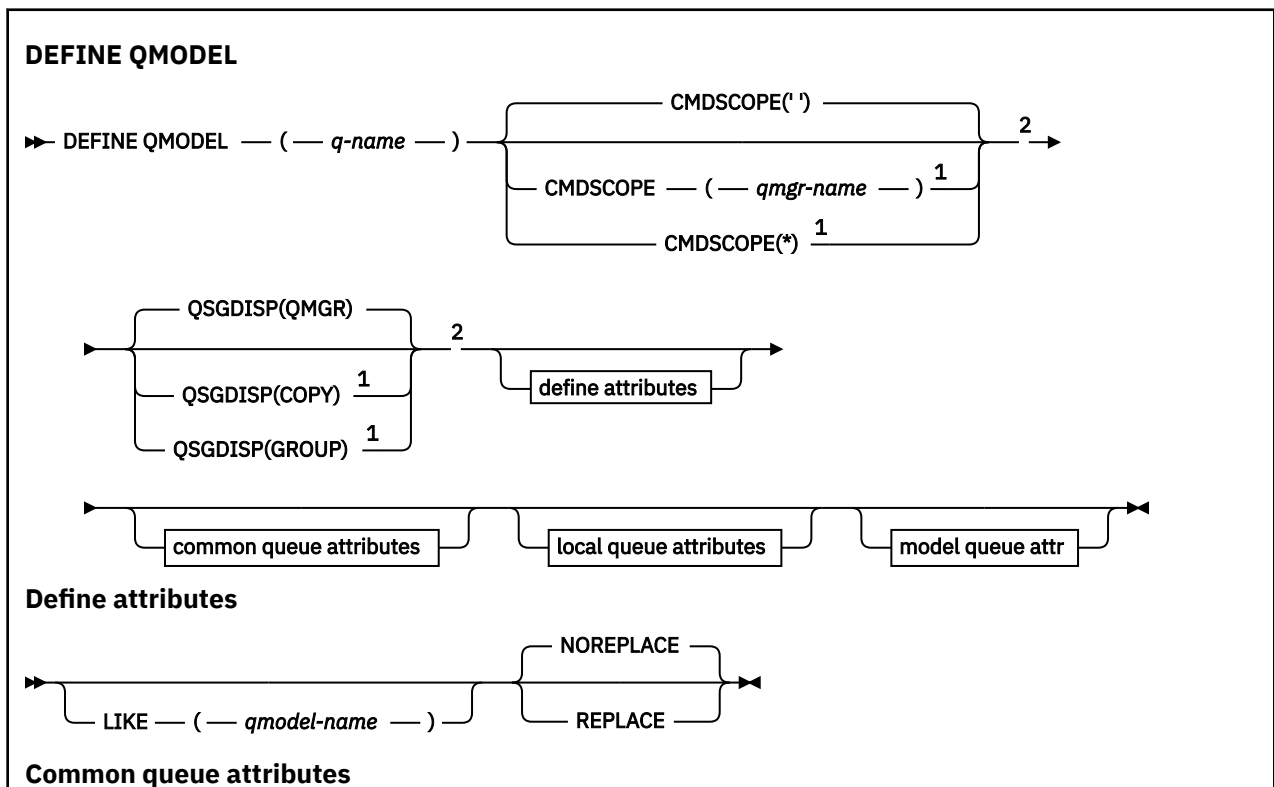 DEFINE QMODEL
CMDSCOPE(' ')
DEFINE QMODEL ( q-name ) 2
CMDSCOPE ( qmgr-name ) 1
CMDSCOPE(*) 1
QSGDISP(QMGR)
2
QSGDISP(COPY) 1 define attributes
QSGDISP(GROUP) 1
common queue attributes local queue attributes model queue attr
Define attributes
NOREPLACE
LIKE ( qmodel-name ) REPLACE
Common queue attributes